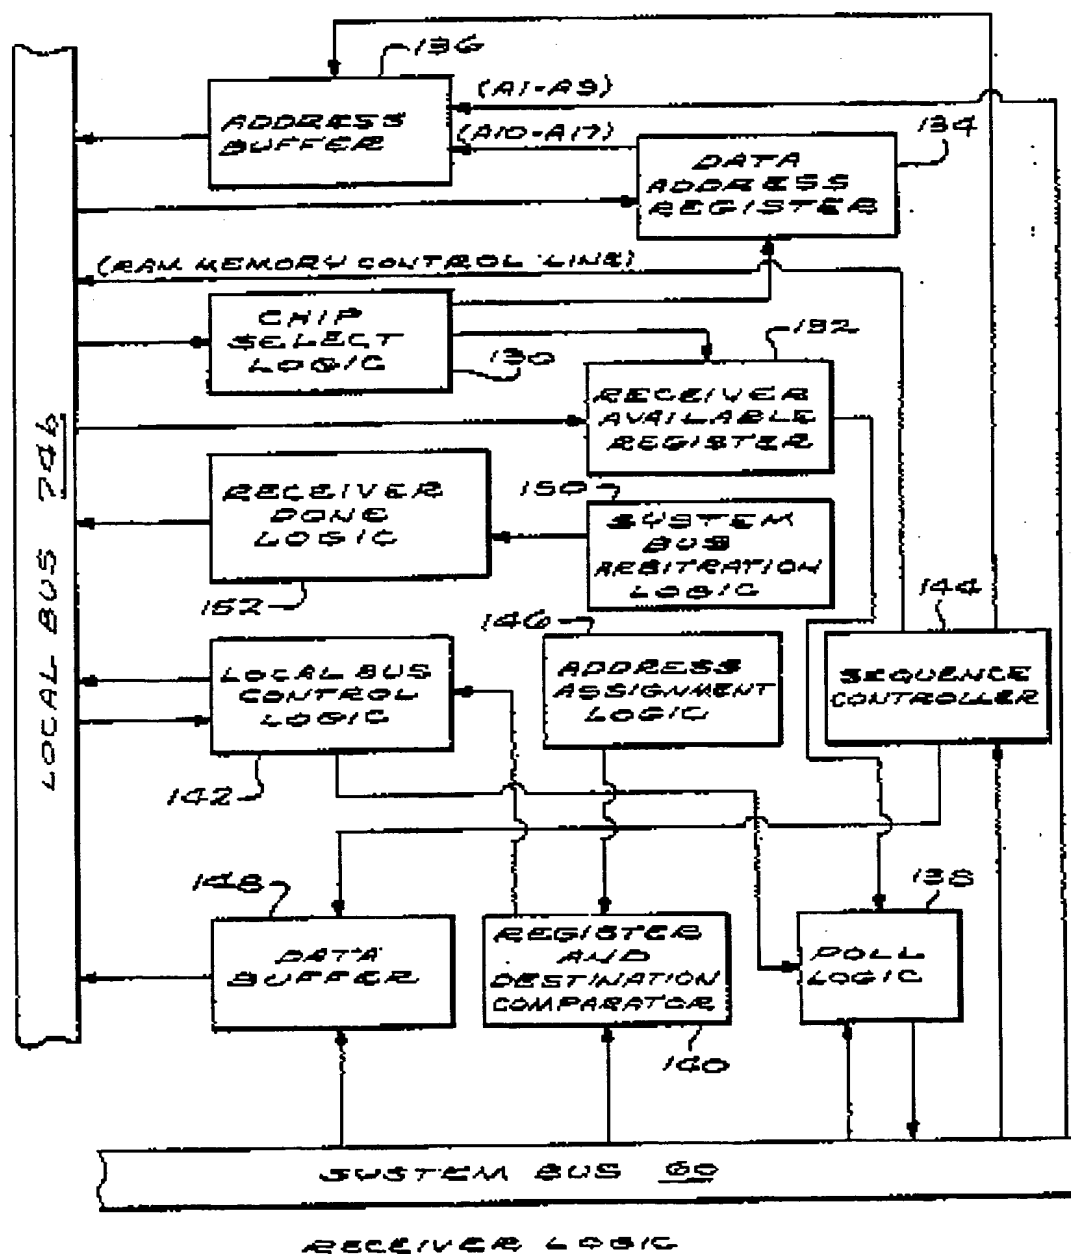 136
(A1-A9)
ADDRESS
BUFFER
(A10-A17)
134
DATA
ADDRESS
REGISTER
(RAM MEMORY CONTROL LINE)
CHIP
SELECT
LOGIC
130
132
RECEIVER
AVAILABLE
REGISTER
LOCAL BUS 74b
RECEIVER
DONE
LOGIC
152
150
SYSTEM
BUS
ARBITRATION
LOGIC
146
144
LOCAL BUS
CONTROL
LOGIC
142
ADDRESS
ASSIGNMENT
LOGIC
SEQUENCE
CONTROLLER
148
DATA
BUFFER
REGISTER
AND
DESTINATION
COMPARATOR
140
138
POLL
LOGIC
SYSTEM BUS 60
RECEIVER LOGIC